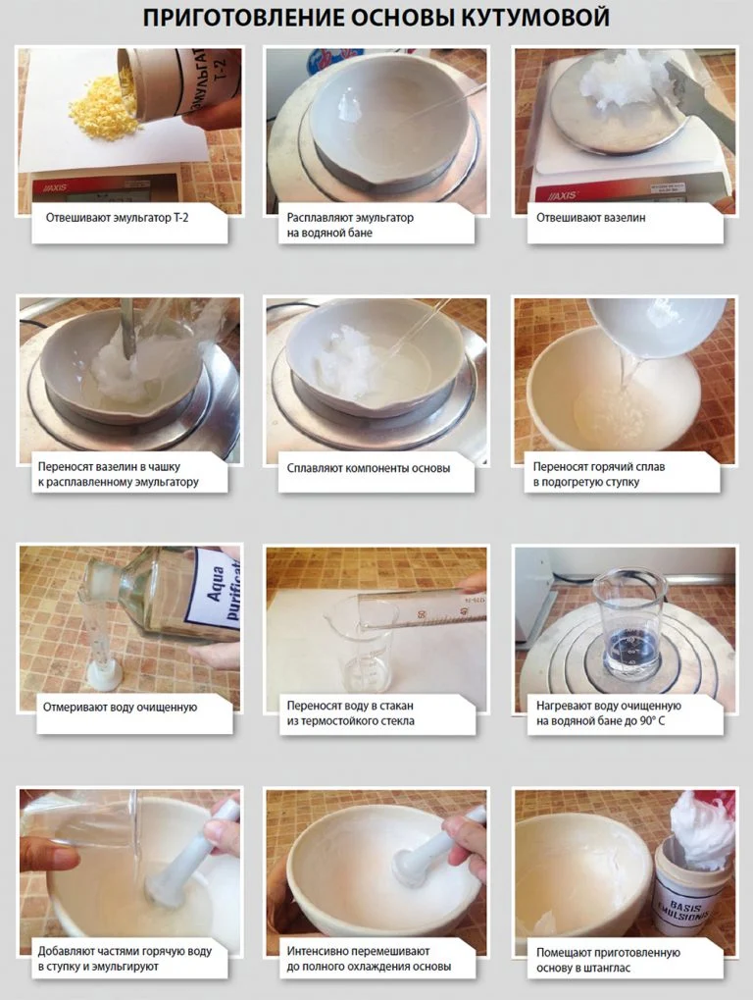 ПРИГОТОВЛЕНИЕ ОСНОВЫ КУТУМОВОЙ
ЭМУЛЬГАТ
Т-2
//AXIS
Отвешивают эмульгатор Т-2
Расплавляют эмульгатор
на водяной бане
//AXIS
Отвешивают вазелин
Переносят вазелин в чашку
к расплавленному эмульгатору
Сплавляют компоненты основы
Переносят горячий сплав
в подогретую ступку
Aqua
purificat
Отмеривают воду очищенную
50
40
Переносят воду в стакан
из термостойкого стекла
Нагревают воду очищенную
на водяной бане до 90° С
Добавляют частями горячую воду
в ступку и эмульгируют
Интенсивно перемешивают
до полного охлаждения основы
BASIS
EMULSIONIS
Помещают приготовленную
основу в штанглас